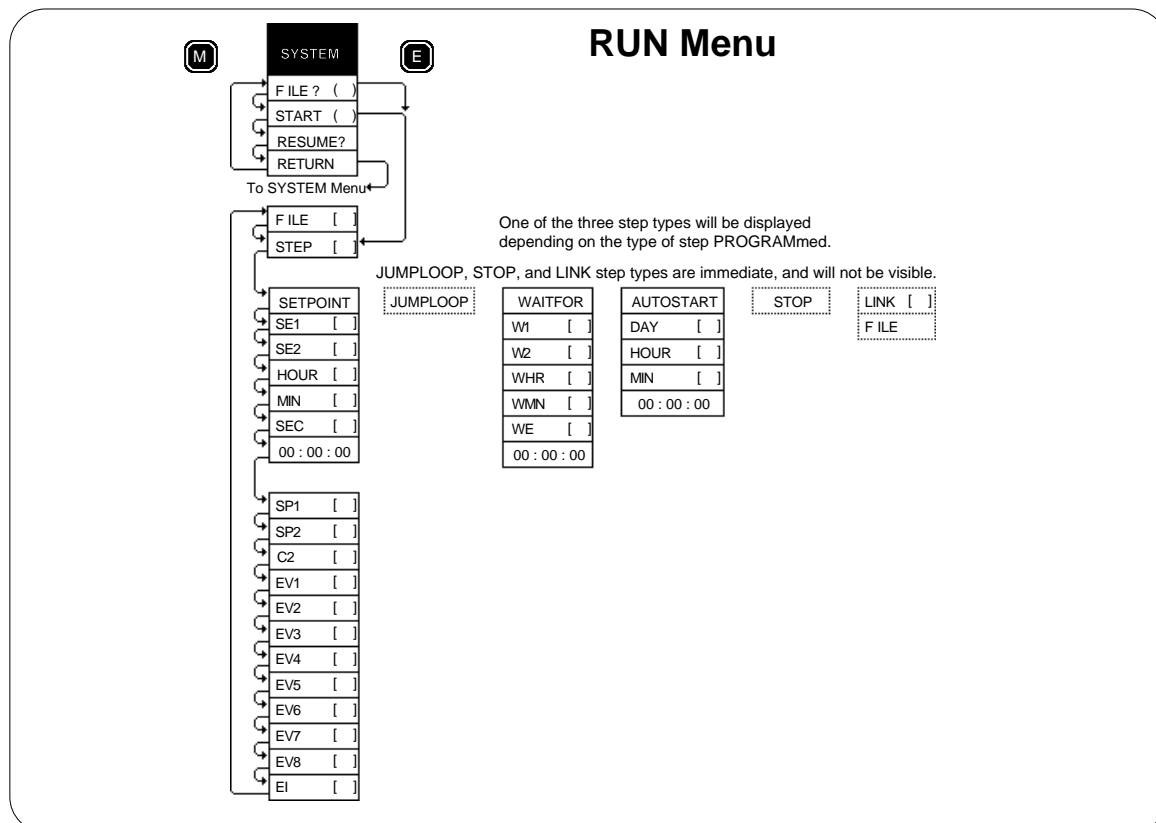 RUN Menu
M
SYSTEM
E
FILE ? ( )
START ( )
RESUME?
RETURN
To SYSTEM Menu
FILE [ ]
STEP [ ]
One of the three step types will be displayed
depending on the type of step PROGRAMmed.
JUMPLOOP, STOP, and LINK step types are immediate, and will not be visible.
SETPOINT
SE1 [ ]
SE2 [ ]
HOUR [ ]
MIN [ ]
SEC [ ]
00 : 00 : 00
JUMPLOOP
WAITFOR
W1 [ ]
W2 [ ]
WHR [ ]
WMN [ ]
WE [ ]
00 : 00 : 00
AUTOSTART
DAY [ ]
HOUR [ ]
MIN [ ]
00 : 00 : 00
STOP
LINK [ ]
FILE
SP1 [ ]
SP2 [ ]
C2 [ ]
EV1 [ ]
EV2 [ ]
EV3 [ ]
EV4 [ ]
EV5 [ ]
EV6 [ ]
EV7 [ ]
EV8 [ ]
EI [ ]